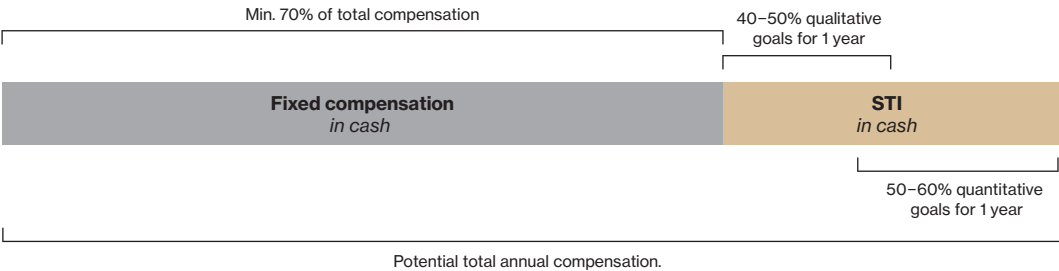 Min. 70% of total compensation
40–50% qualitative
goals for 1 year
Fixed compensation
in cash
STI
in cash
50–60% quantitative
goals for 1 year
Potential total annual compensation.